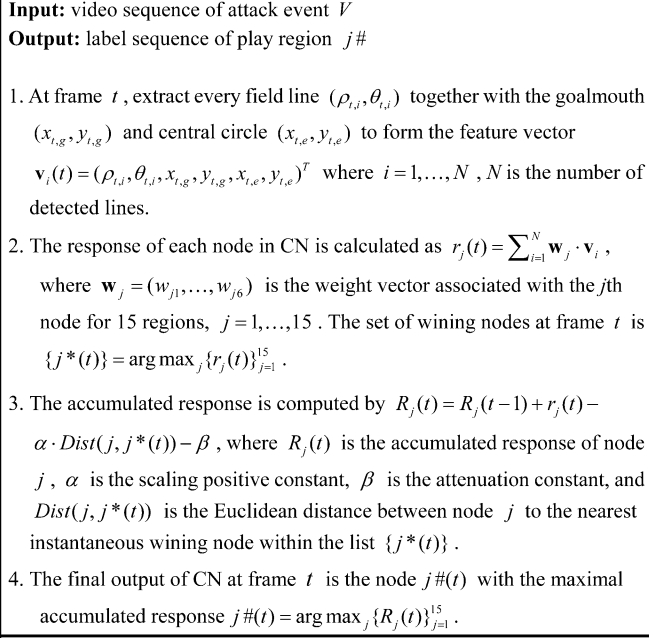 Input: video sequence of attack event V
Output: label sequence of play region j#
1. At frame t, extract every field line (ρ_{t,i}, θ_{t,i}) together with the goalmouth
(x_{t,g}, y_{t,g}) and central circle (x_{t,e}, y_{t,e}) to form the feature vector
v_i(t) = (ρ_{t,i}, θ_{t,i}, x_{t,g}, y_{t,g}, x_{t,e}, y_{t,e})^T where i = 1,…,N , N is the number of
detected lines.
2. The response of each node in CN is calculated as r_j(t) = ∑_{i=1}^{N} w_j · v_i ,
where w_j = (w_{j1},…,w_{j6}) is the weight vector associated with the jth
node for 15 regions, j = 1,…,15 . The set of wining nodes at frame t is
{j*(t)} = arg max_j {r_j(t)}_{j=1}^{15} .
3. The accumulated response is computed by R_j(t) = R_j(t−1) + r_j(t) −
α · Dist(j, j*(t)) − β , where R_j(t) is the accumulated response of node
j , α is the scaling positive constant, β is the attenuation constant, and
Dist(j, j*(t)) is the Euclidean distance between node j to the nearest
instantaneous wining node within the list {j*(t)} .
4. The final output of CN at frame t is the node j#(t) with the maximal
accumulated response j#(t) = arg max_j {R_j(t)}_{j=1}^{15} .